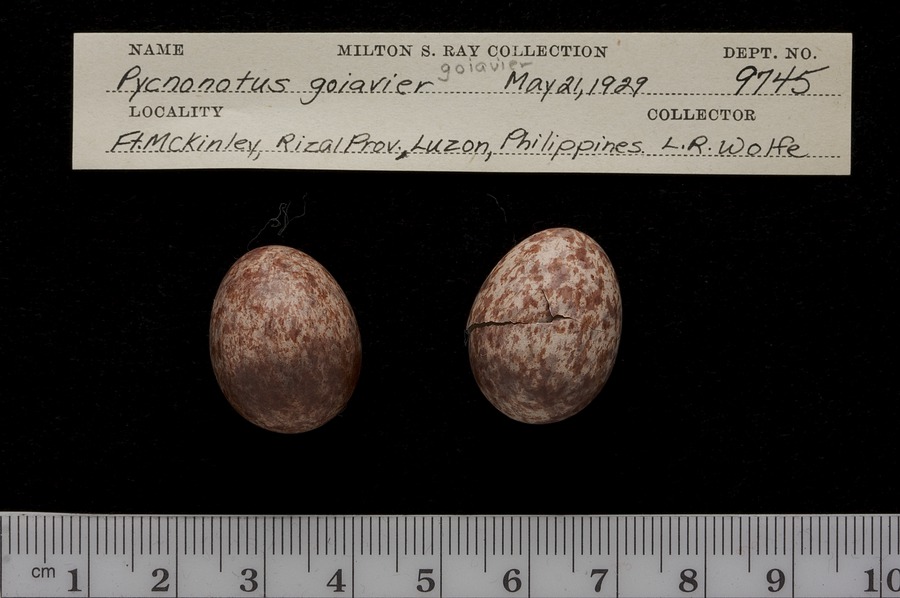 NAME MILTON S. RAY COLLECTION DEPT. NO.
goiavier
Pycnonotus goiavier May 21, 1929 9745
LOCALITY COLLECTOR
Ft. McKinley, Rizal Prov., Luzon, Philippines. L.R. Wolfe
cm 1 2 3 4 5 6 7 8 9 10